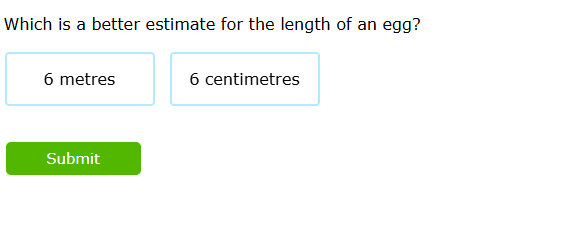 Which is a better estimate for the length of an egg?
6 metres 6 centimetres
Submit